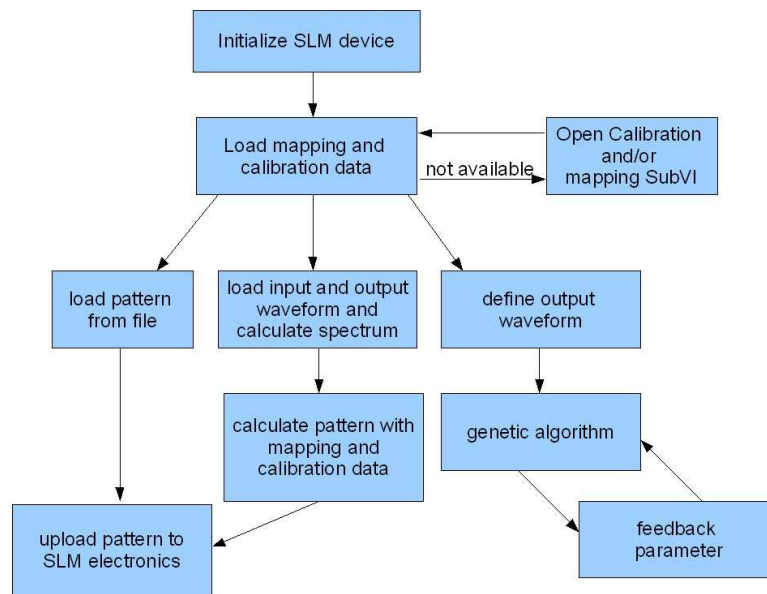 Initialize SLM device
Load mapping and
calibration data
not available
Open Calibration
and/or
mapping SubVI
load pattern
from file
load input and output
waveform and
calculate spectrum
define output
waveform
calculate pattern with
mapping and
calibration data
genetic algorithm
upload pattern to
SLM electronics
feedback
parameter